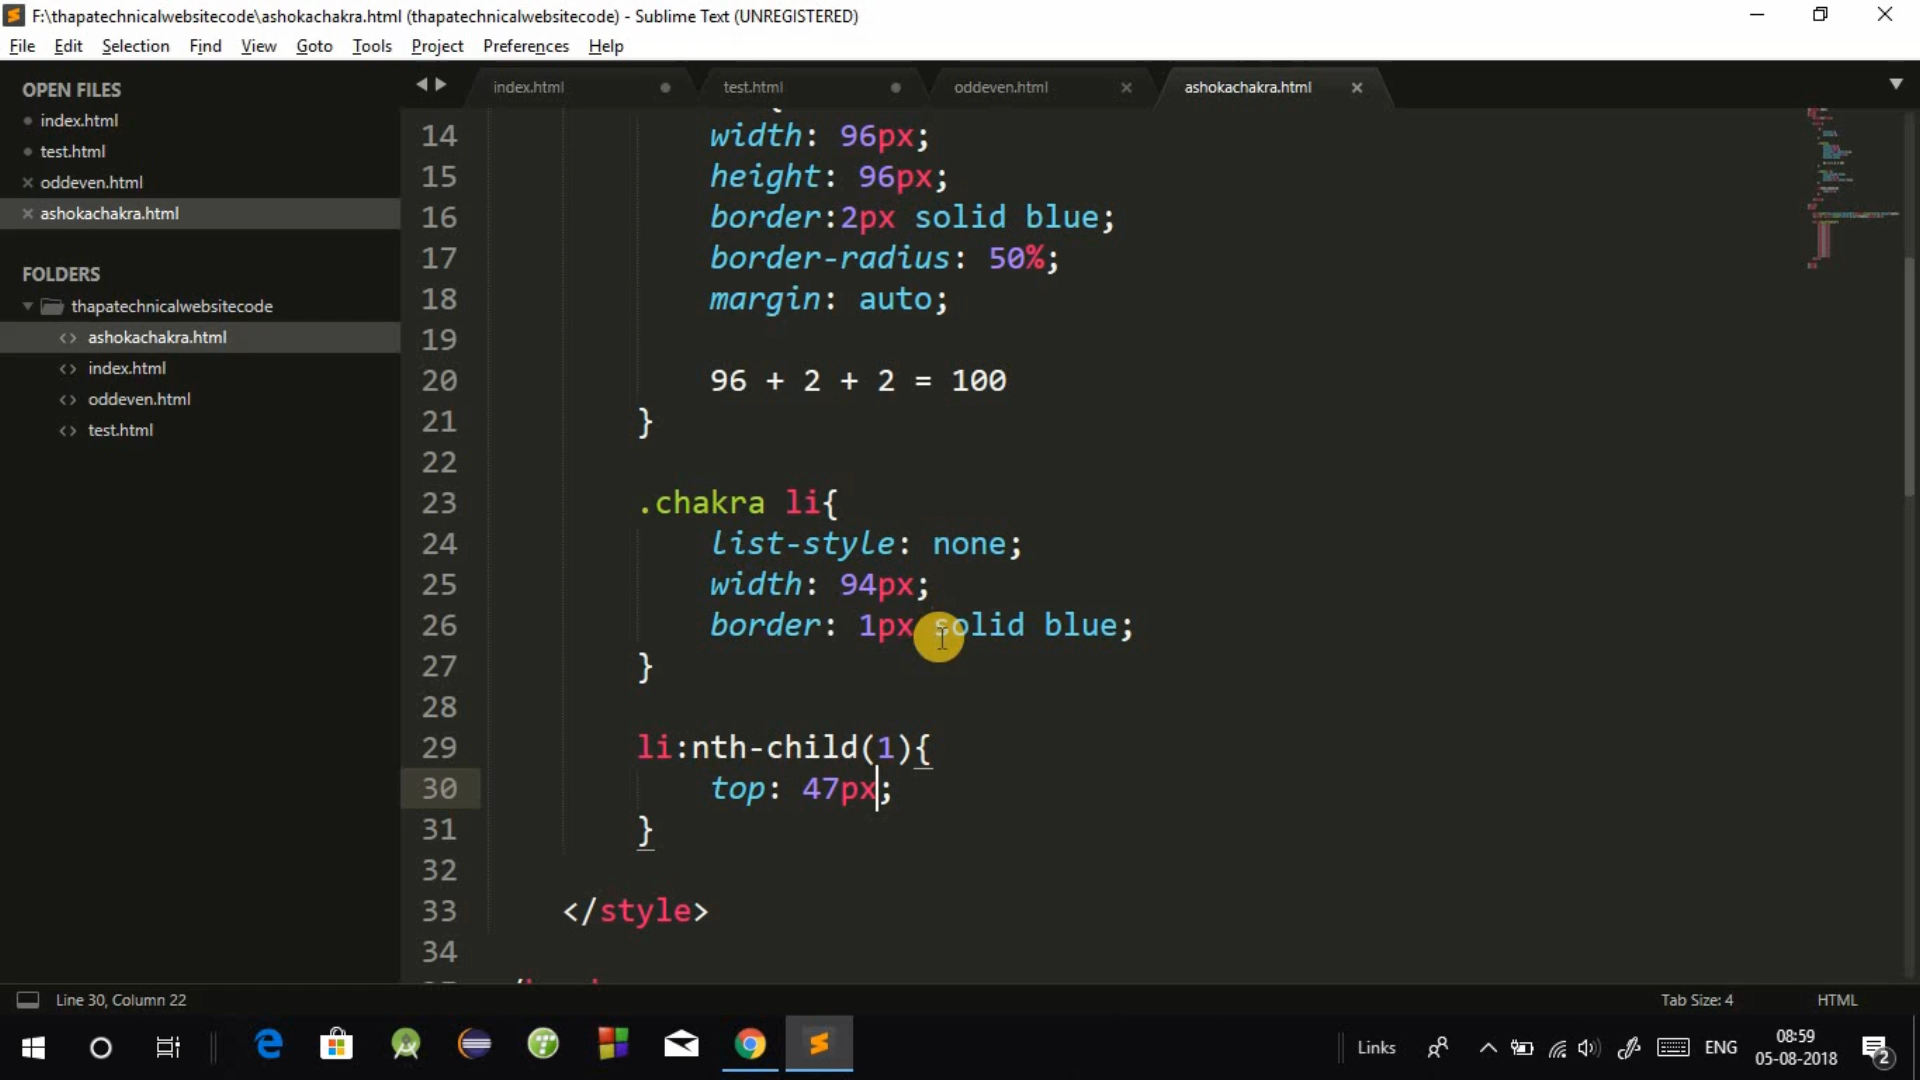 F:\thapatechnicalwebsitecode\ashokachakra.html (thapatechnicalwebsitecode) - Sublime Text (UNREGISTERED)
File Edit Selection Find View Goto Tools Project Preferences Help
OPEN FILES
index.html
test.html
oddeven.html
ashokachakra.html
FOLDERS
thapatechnicalwebsitecode
ashokachakra.html
index.html
oddeven.html
test.html
index.html test.html oddeven.html ashokachakra.html
{
14 width: 96px;
15 height: 96px;
16 border:2px solid blue;
17 border-radius: 50%;
18 margin: auto;
19
20 96 + 2 + 2 = 100
21 }
22
23 .chakra li{
24 list-style: none;
25 width: 94px;
26 border: 1px solid blue;
27 }
28
29 li:nth-child(1){
30 top: 47px;
31 }
32
33 </style>
34
Line 30, Column 22
Tab Size: 4 HTML
Links ENG
08:59
05-08-2018
2